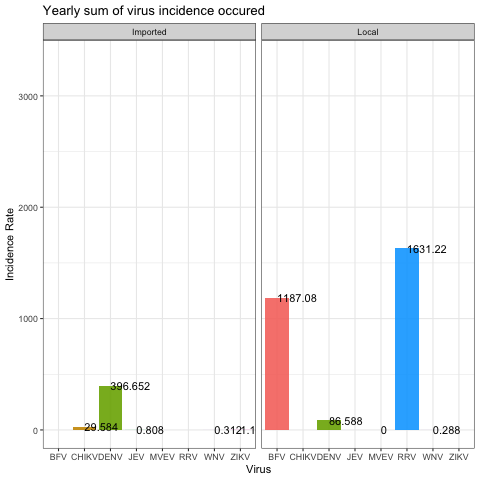 Yearly sum of virus incidence occured
Imported
Local
Incidence Rate
3000
2000
1000
0
29.584
396.652
0.808
0.312
1.1
1187.08
86.588
0
1631.22
0.288
BFV CHIKV DENV JEV MVEV RRV WNV ZIKV
BFV CHIKV DENV JEV MVEV RRV WNV ZIKV
Virus